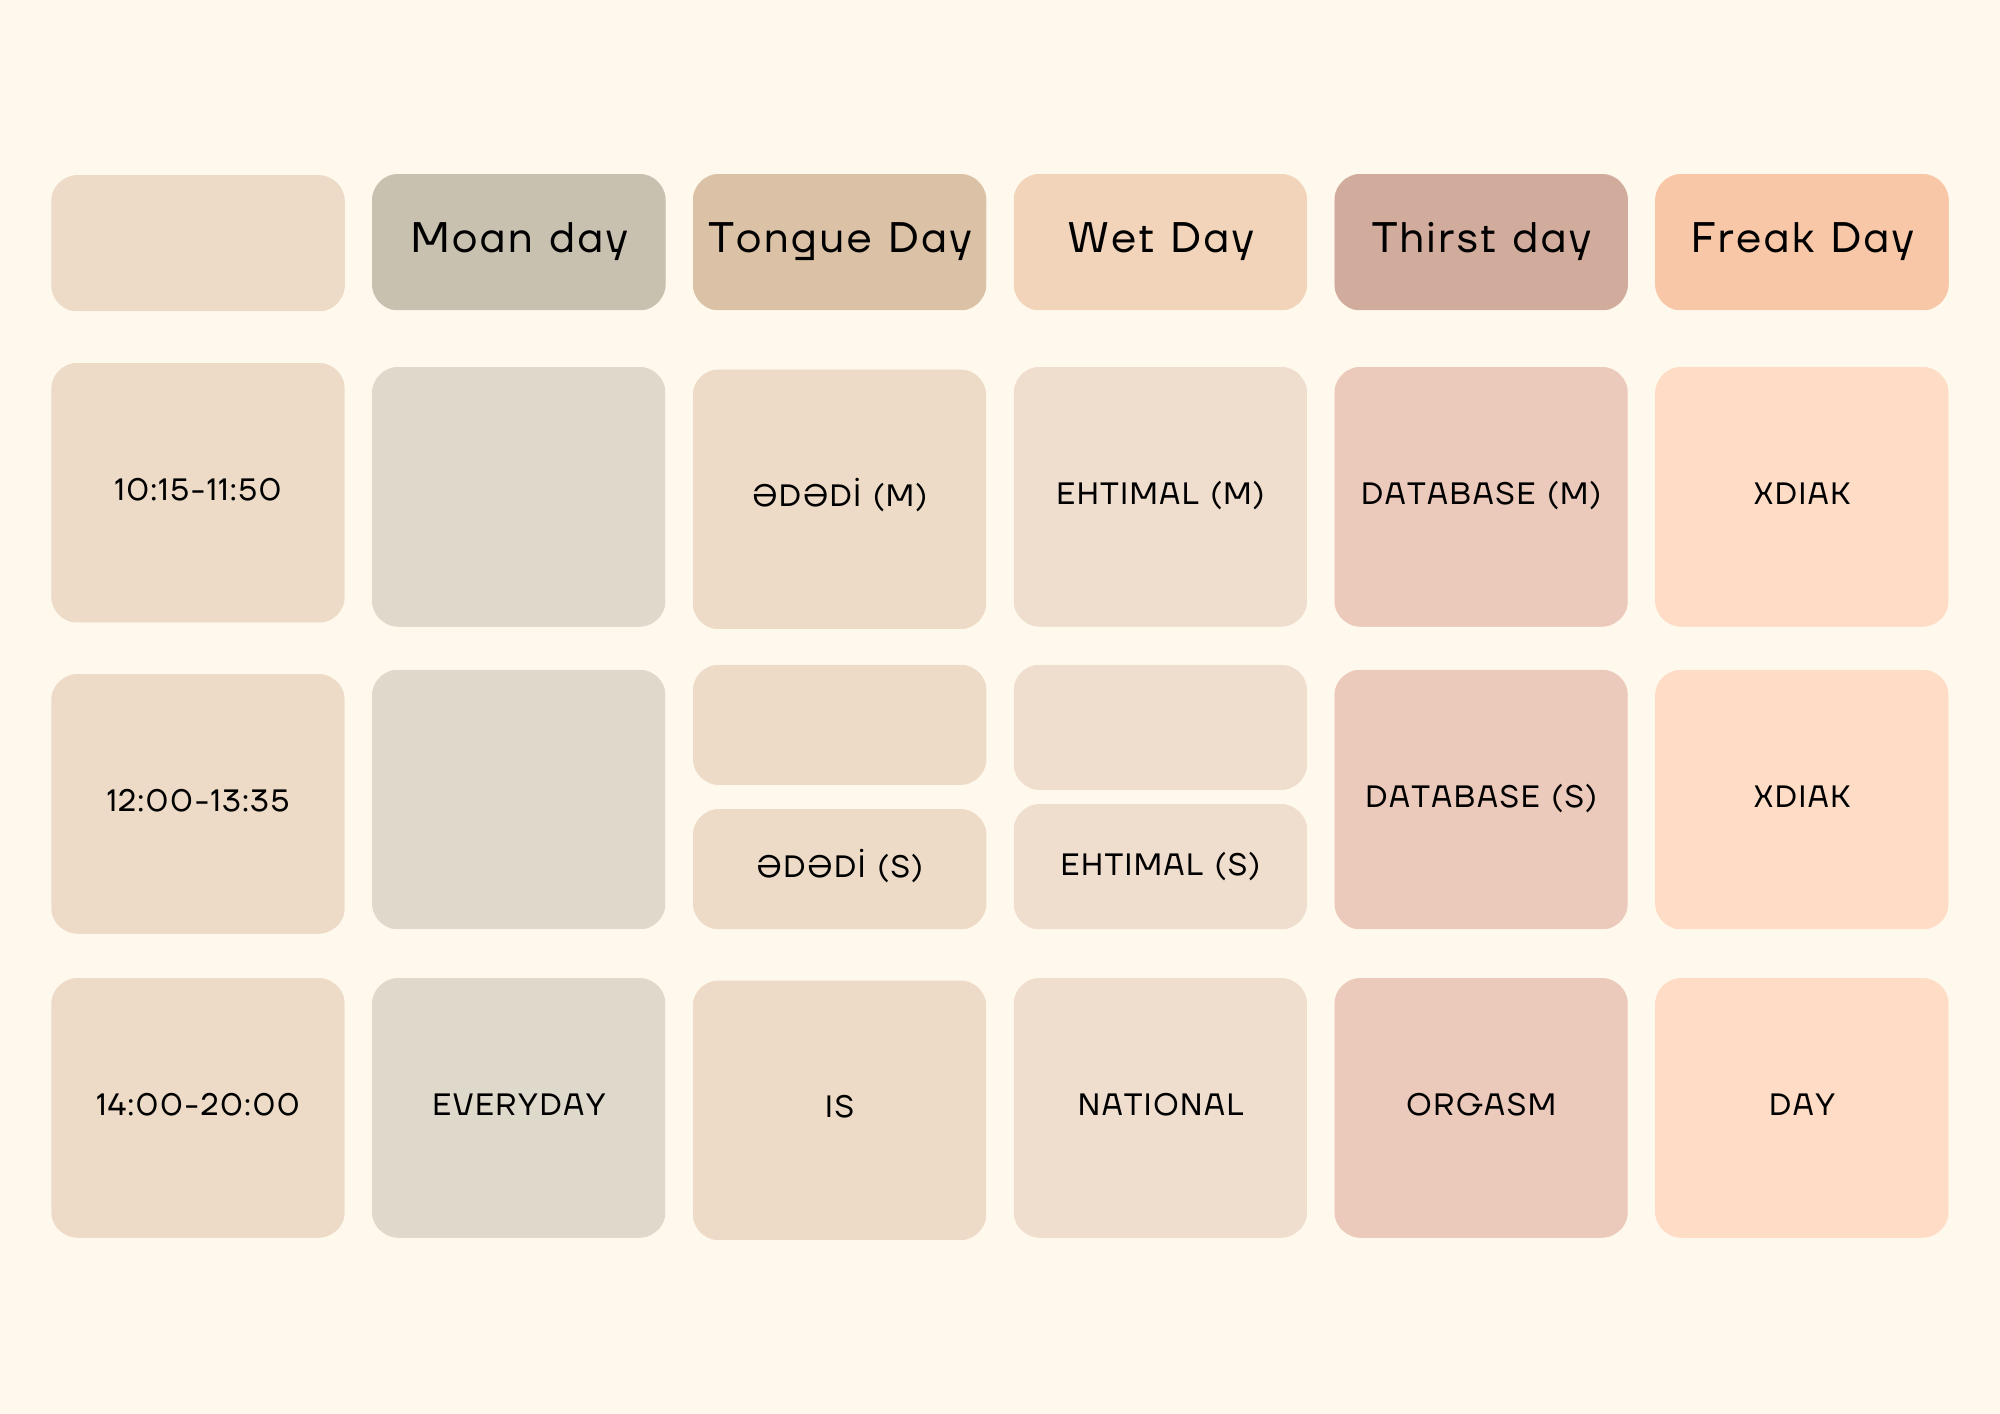 Moan day
Tongue Day
Wet Day
Thirst day
Freak Day
10:15-11:50
ƏDƏDİ (M)
EHTIMAL (M)
DATABASE (M)
XDIAK
12:00-13:35
DATABASE (S)
XDIAK
ƏDƏDİ (S)
EHTIMAL (S)
14:00-20:00
EVERYDAY
IS
NATIONAL
ORGASM
DAY